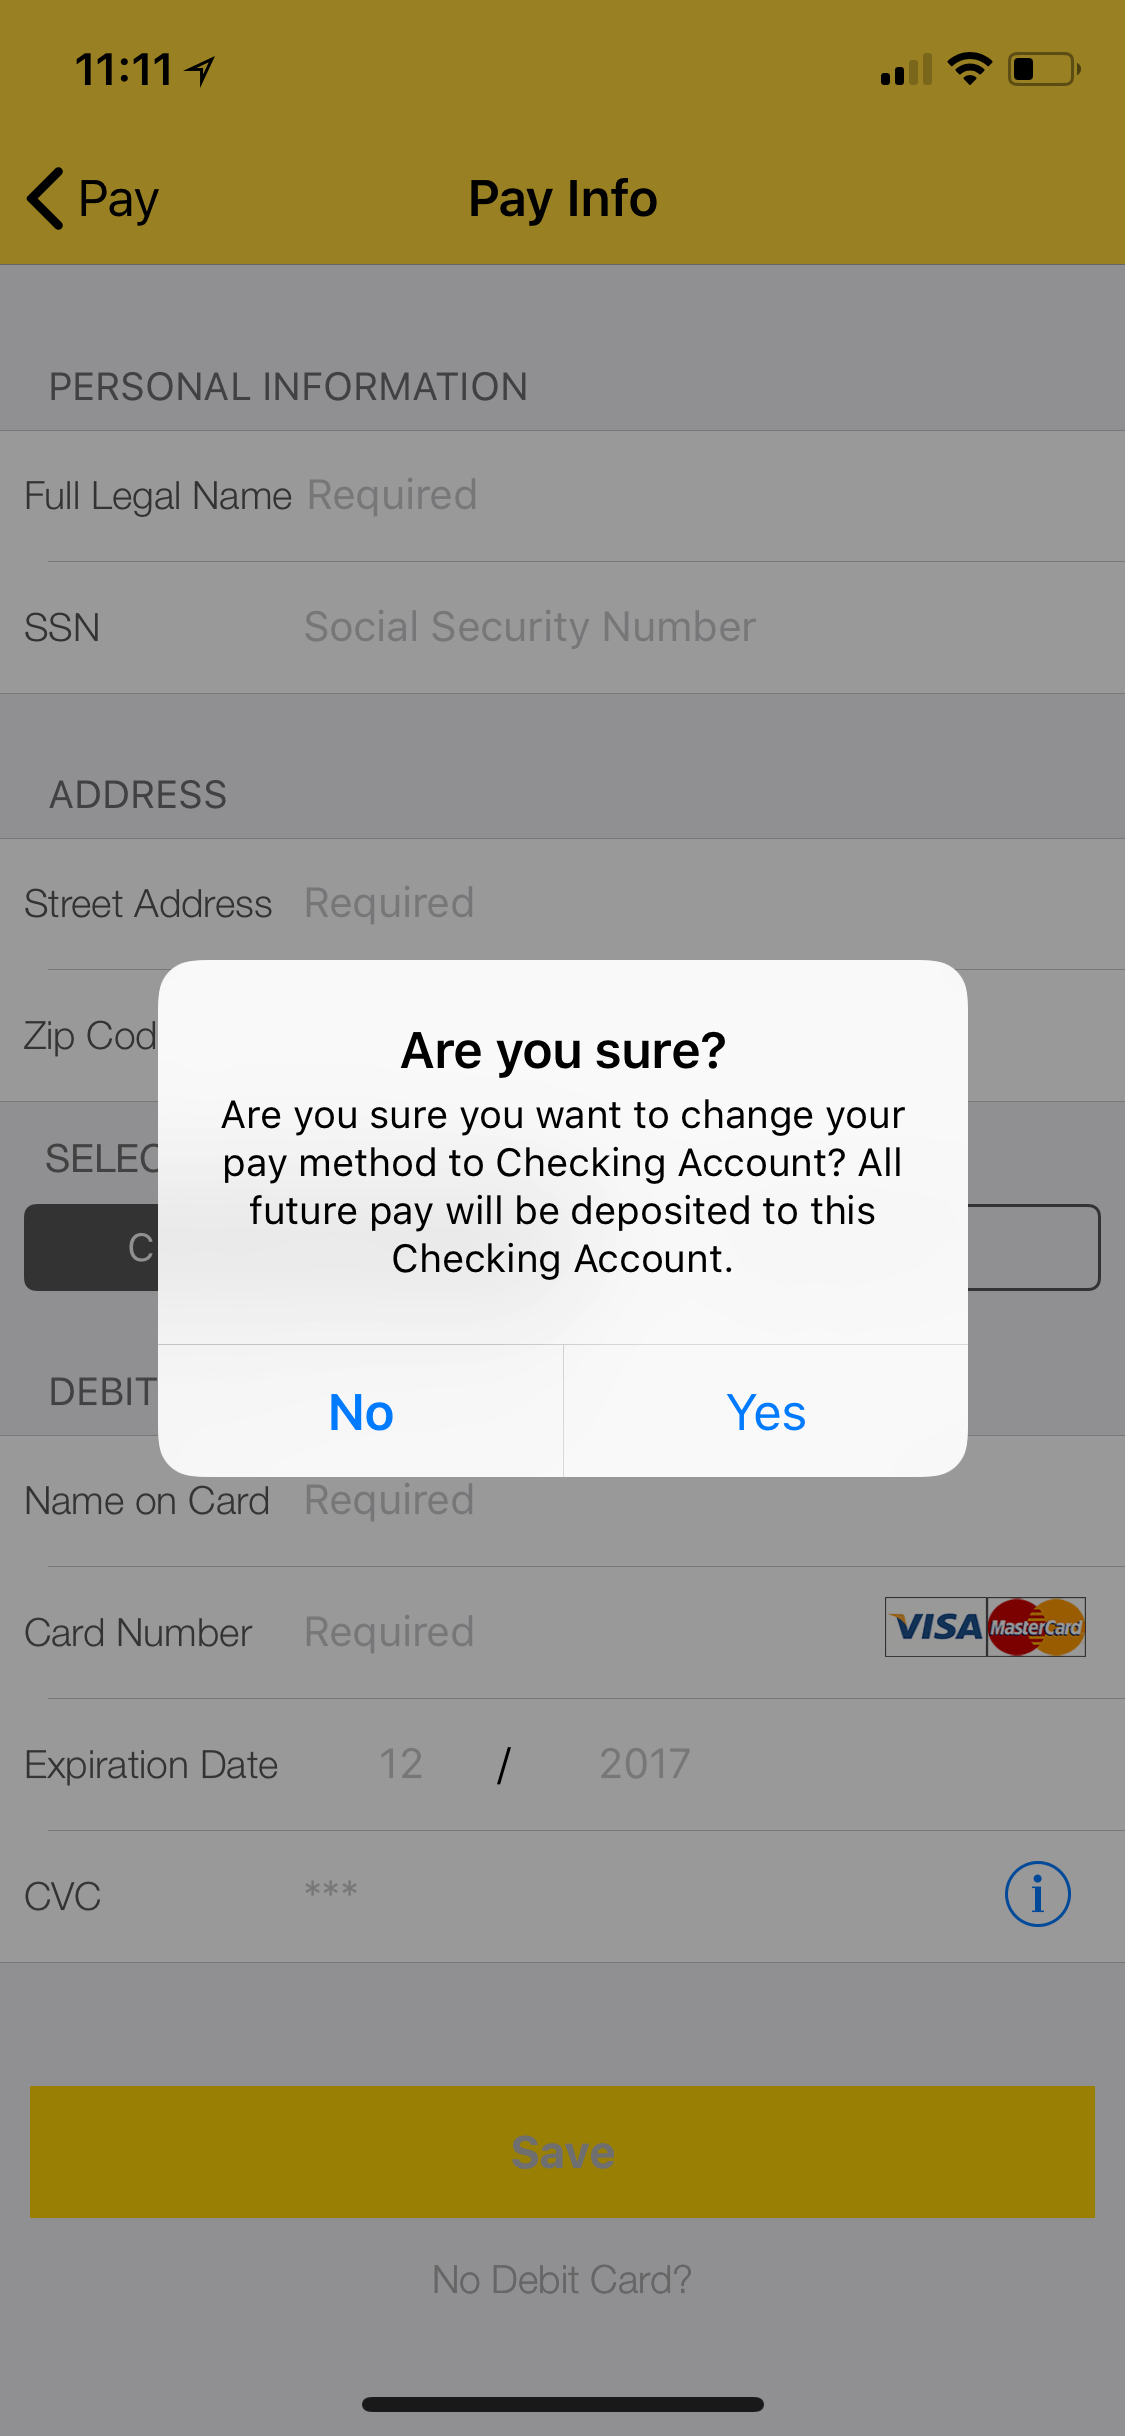 11:11
Pay
Pay Info
PERSONAL INFORMATION
Full Legal Name Required
SSN Social Security Number
ADDRESS
Street Address Required
Zip Cod
SELEC
C
DEBIT
Are you sure?
Are you sure you want to change your
pay method to Checking Account? All
future pay will be deposited to this
Checking Account.
No Yes
Name on Card Required
Card Number Required VISA MasterCard
Expiration Date 12 / 2017
CVC ***
Save
No Debit Card?